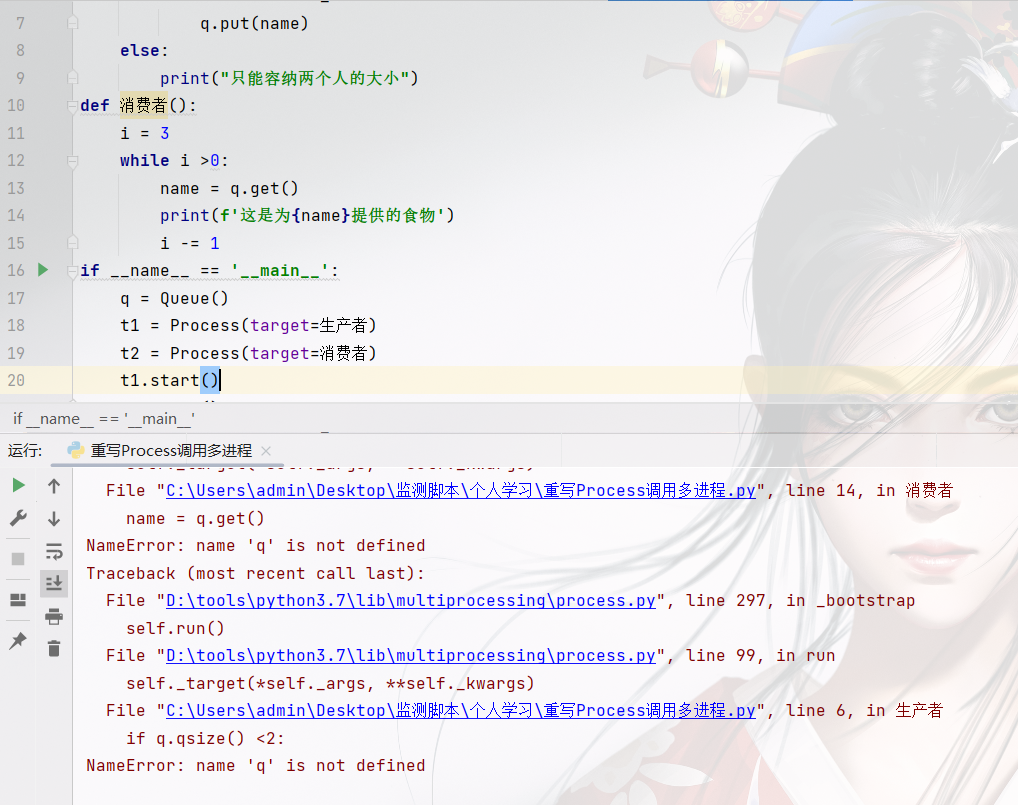 7 q.put(name)
8 else:
9 print("只能容纳两个人的大小")
10 def 消费者():
11 i = 3
12 while i >0:
13 name = q.get()
14 print(f'这是为{name}提供的食物')
15 i -= 1
16 if __name__ == '__main__':
17 q = Queue()
18 t1 = Process(target=生产者)
19 t2 = Process(target=消费者)
20 t1.start()
if __name__ == '__main__'
运行: 重写Process调用多进程
self._target(*self._args, **self._kwargs)
File "C:\Users\admin\Desktop\监测脚本\个人学习\重写Process调用多进程.py", line 14, in 消费者
name = q.get()
NameError: name 'q' is not defined
Traceback (most recent call last):
File "D:\tools\python3.7\lib\multiprocessing\process.py", line 297, in _bootstrap
self.run()
File "D:\tools\python3.7\lib\multiprocessing\process.py", line 99, in run
self._target(*self._args, **self._kwargs)
File "C:\Users\admin\Desktop\监测脚本\个人学习\重写Process调用多进程.py", line 6, in 生产者
if q.qsize() <2:
NameError: name 'q' is not defined